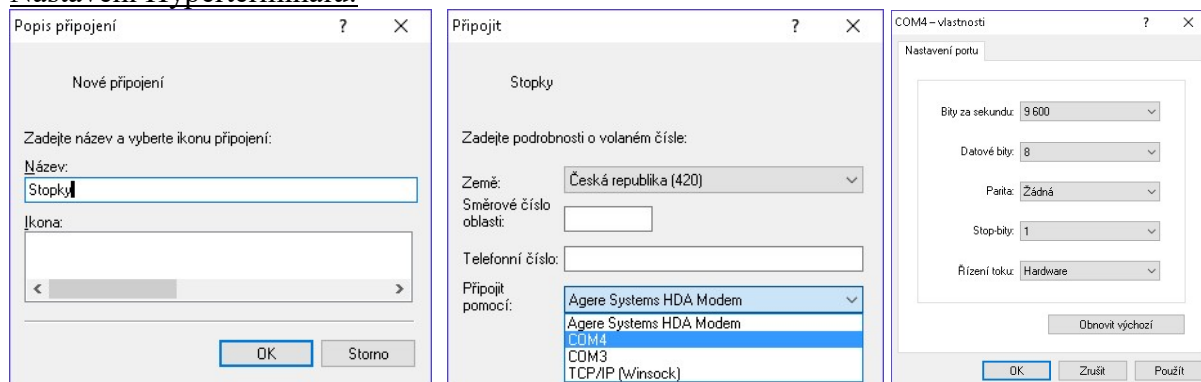 Nastavení Hyperterminálu:
Popis připojení ? ×
Nové připojení
Zadejte název a vyberte ikonu připojení:
Název:
Stopky
Ikona:
OK Storno
Připojit ? ×
Stopky
Zadejte podrobnosti o volaném čísle:
Země: Česká republika (420)
Směrové číslo
oblasti:
Telefonní číslo:
Připojit
pomocí:
Agere Systems HDA Modem
Agere Systems HDA Modem
COM4
COM3
TCP/IP (Winsock)
COM4 – vlastnosti ? ×
Nastavení portu
Bity za sekundu: 9 600
Datové bity: 8
Parita: Žádná
Stop-bity: 1
Řízení toku: Hardware
Obnovit výchozí
OK Zrušit Použít